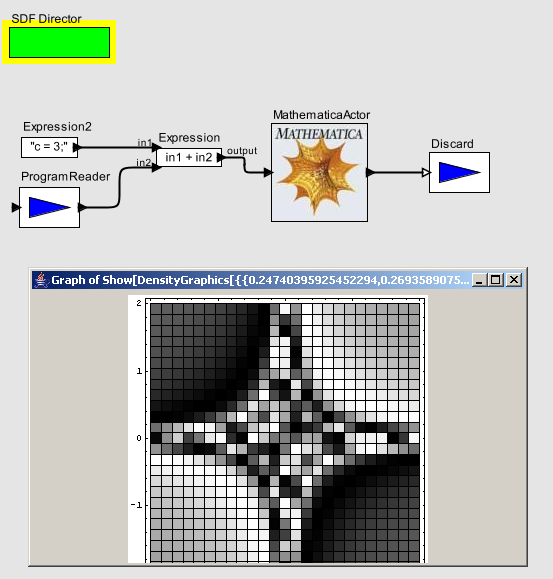 SDF Director
MathematicaActor
Expression2
Expression
MATHEMATICA
"c = 3;"
in1
in1 + in2
output
Discard
in2
ProgramReader
Graph of Show[DensityGraphics[{{0.24740395925452294,0.2693589075...
2
1
0
-1